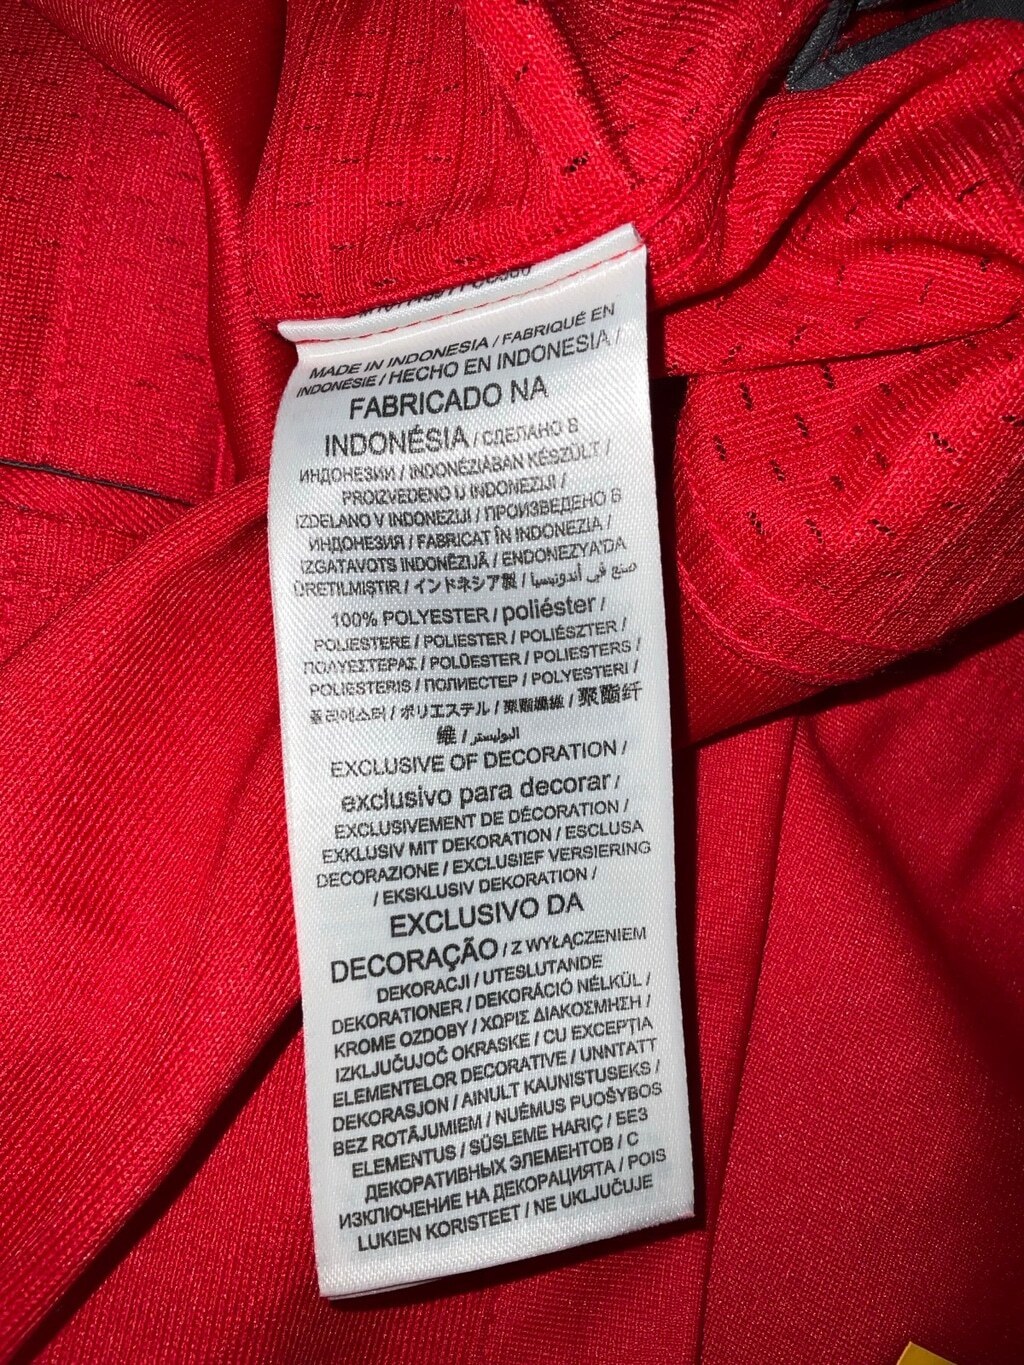 MADE IN INDONESIA / FABRIQUÉ EN
INDONÉSIE / HECHO EN INDONESIA /
FABRICADO NA
INDONÉSIA / СДЕЛАНО В
ИНДОНЕЗИИ / INDONÉZIÁBAN KÉSZÜLT /
PROIZVEDENO U INDONEZIJI /
IZDELANO V INDONEZIJI / ПРОИЗВЕДЕНО В
ИНДОНЕЗИЯ / FABRICAT ÎN INDONEZIA /
IZGATAVOTS INDONĒZIJĀ / ENDONEZYA'DA
ÜRETILMIŞTIR / インドネシア製 / صنع في أندونيسيا
100% POLYESTER / poliéster /
POLIESTERE / POLIESTER / POLIÉSZTER /
ΠΟΛΥΕΣΤΕΡΑΣ / POLÜESTER / POLIESTERS /
POLIESTERIS / ПОЛИЕСТЕР / POLYESTERI /
폴리에스터 / ポリエステル / 聚酯纖維 / 聚酯纤
维 / البوليستر
EXCLUSIVE OF DECORATION /
exclusivo para decorar /
EXCLUSIVEMENT DE DÉCORATION /
EXKLUSIV MIT DEKORATION / ESCLUSA
DECORAZIONE / EXCLUSIEF VERSIERING
/ EKSKLUSIV DEKORATION /
EXCLUSIVO DA
DECORAÇÃO / Z WYŁĄCZENIEM
DEKORACJI / UTESLUTANDE
DEKORATIONER / DEKORÁCIÓ NÉLKÜL /
KROME OZDOBY / ΧΩΡΙΣ ΔΙΑΚΟΣΜΗΣΗ /
IZKLJUČUJOČ OKRASKE / CU EXCEPȚIA
ELEMENTELOR DECORATIVE / UNNTATT
DEKORASJON / AINULT KAUNISTUSEKS /
BEZ ROTĀJUMIEM / NUĖMUS PUOŠYBOS
ELEMENTUS / SÜSLEME HARIÇ / БЕЗ
ДЕКОРАТИВНЫХ ЭЛЕМЕНТОВ / С
ИЗКЛЮЧЕНИЕ НА ДЕКОРАЦИЯТА / POIS
LUKIEN KORISTEET / NE UKLJUČUJE